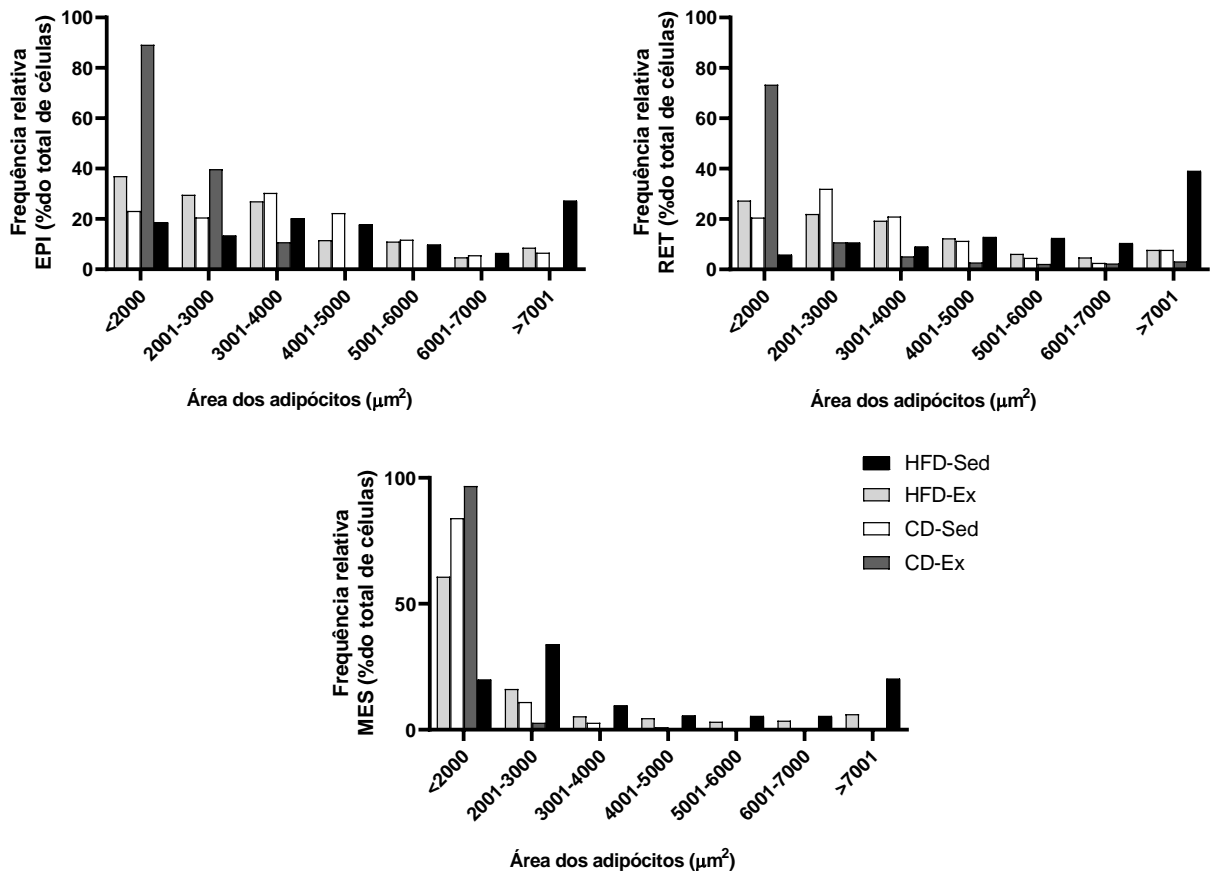 Frequência relativa
EPI (%do total de células)
100
80
60
40
20
0
<2000
2001-3000
3001-4000
4001-5000
5001-6000
6001-7000
>7001
Área dos adipócitos (μm²)
Frequência relativa
RET (%do total de células)
100
80
60
40
20
0
<2000
2001-3000
3001-4000
4001-5000
5001-6000
6001-7000
>7001
Área dos adipócitos (μm²)
Frequência relativa
MES (%do total de células)
100
50
0
<2000
2001-3000
3001-4000
4001-5000
5001-6000
6001-7000
>7001
Área dos adipócitos (μm²)
HFD-Sed
HFD-Ex
CD-Sed
CD-Ex